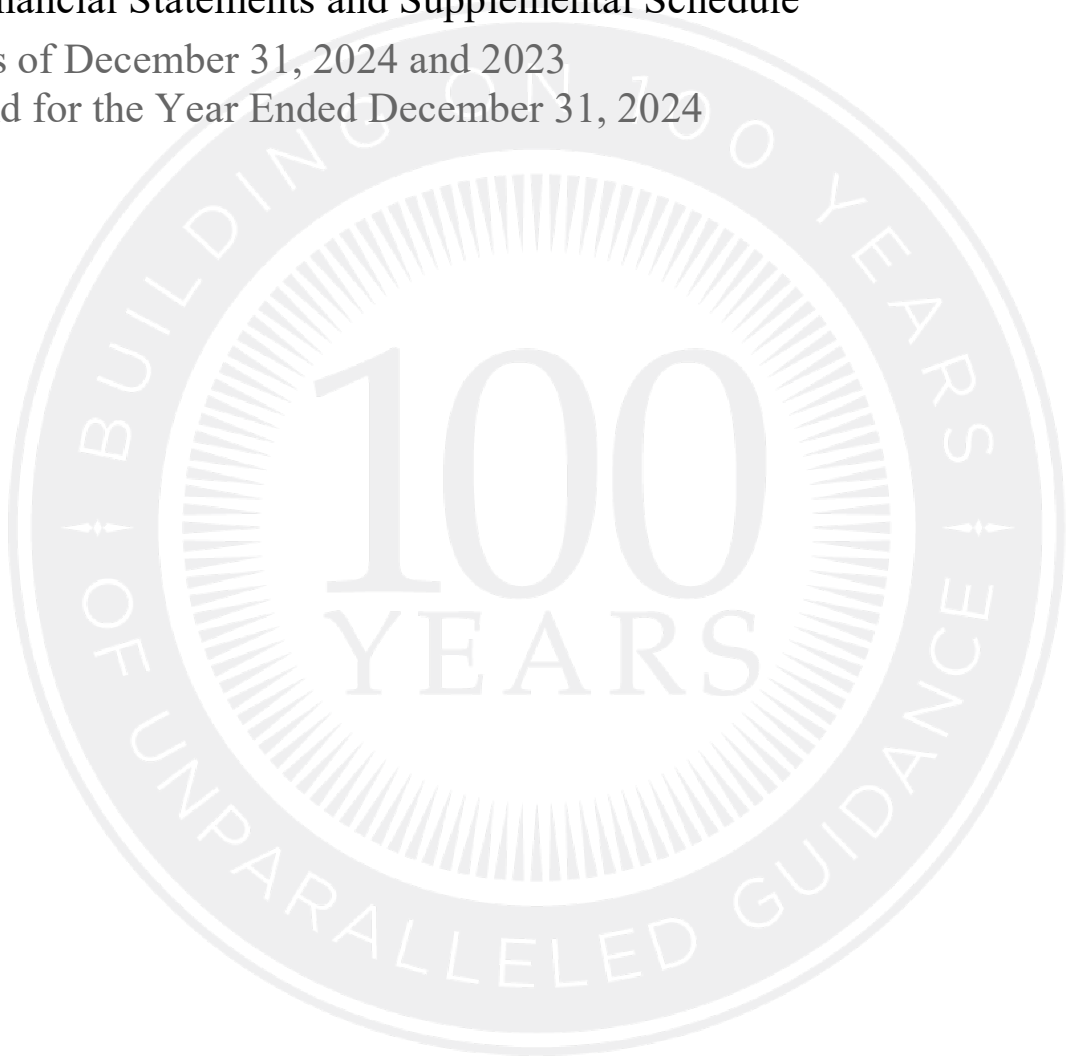 nancial Statements and Supplemental Schedule
s of December 31, 2024 and 2023
d for the Year Ended December 31, 2024
BUILDING ON 100 YEARS
100
YEARS
OF UNPARALLELED GUIDANCE